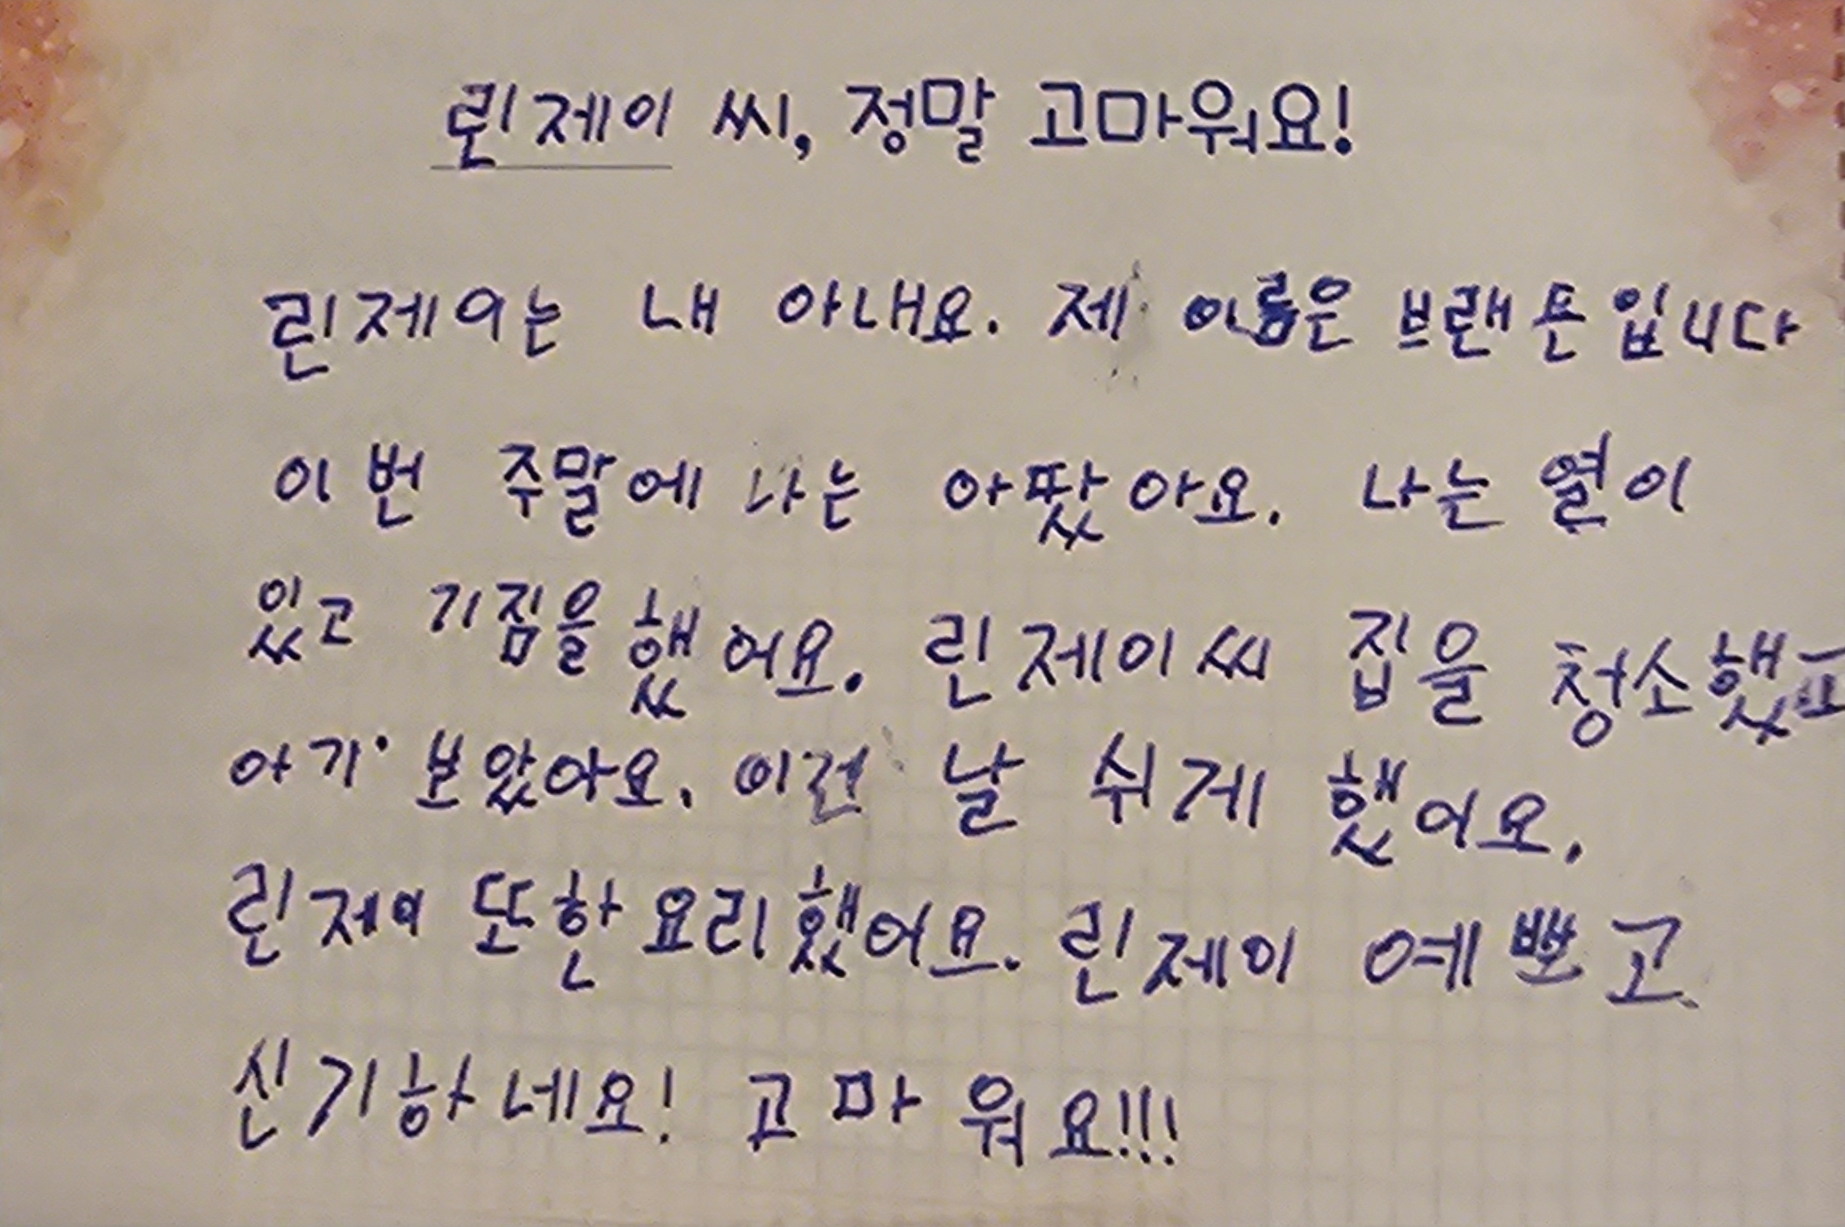 린제이 씨, 정말 고마워요!
린제이는 내 아내요. 제 이름은 브랜든입니다
이번 주말에 나는 아팠아요. 나는 열이
있고 기짐을 했어요. 린제이씨 집을 청소했고
아기 보았아요. 이런 날 쉬게 했어요.
린제이 또한 요리했어요. 린제이 예쁘고
신기하네요! 고마워요!!!